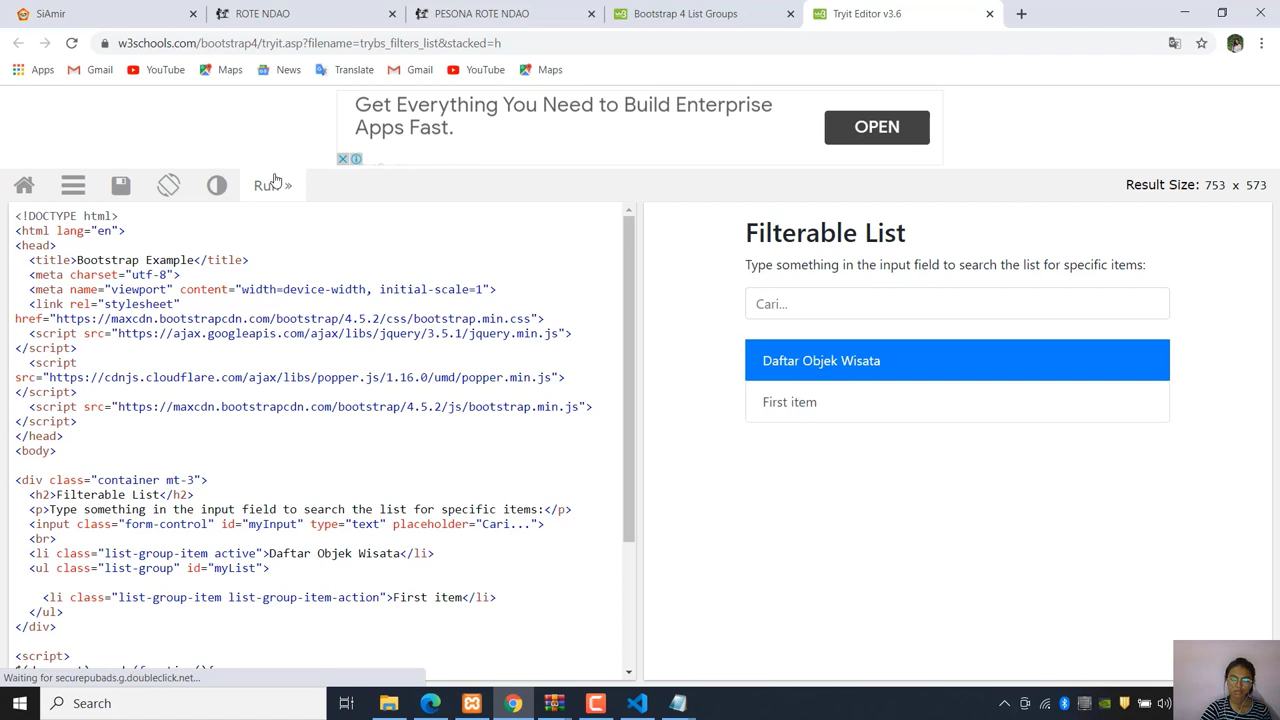 SiAmir
ROTE NDAO
PESONA ROTE NDAO
Bootstrap 4 List Groups
Tryit Editor v3.6
w3schools.com/bootstrap4/tryit.asp?filename=trybs_filters_list&stacked=h
Apps
Gmail
YouTube
Maps
News
Translate
Gmail
YouTube
Maps
Get Everything You Need to Build Enterprise
Apps Fast.
OPEN
Run »
Result Size: 753 x 573
<!DOCTYPE html>
<html lang="en">
<head>
<title>Bootstrap Example</title>
<meta charset="utf-8">
<meta name="viewport" content="width=device-width, initial-scale=1">
<link rel="stylesheet"
href="https://maxcdn.bootstrapcdn.com/bootstrap/4.5.2/css/bootstrap.min.css">
<script src="https://ajax.googleapis.com/ajax/libs/jquery/3.5.1/jquery.min.js">
</script>
<script
src="https://cdnjs.cloudflare.com/ajax/libs/popper.js/1.16.0/umd/popper.min.js">
</script>
<script src="https://maxcdn.bootstrapcdn.com/bootstrap/4.5.2/js/bootstrap.min.js">
</script>
</head>
<body>
<div class="container mt-3">
<h2>Filterable List</h2>
<p>Type something in the input field to search the list for specific items:</p>
<input class="form-control" id="myInput" type="text" placeholder="Cari...">
<br>
<li class="list-group-item active">Daftar Objek Wisata</li>
<ul class="list-group" id="myList">
<li class="list-group-item list-group-item-action">First item</li>
</ul>
</div>
<script>
Filterable List
Type something in the input field to search the list for specific items:
Cari...
Daftar Objek Wisata
First item
Waiting for securepubads.g.doubleclick.net...
Search